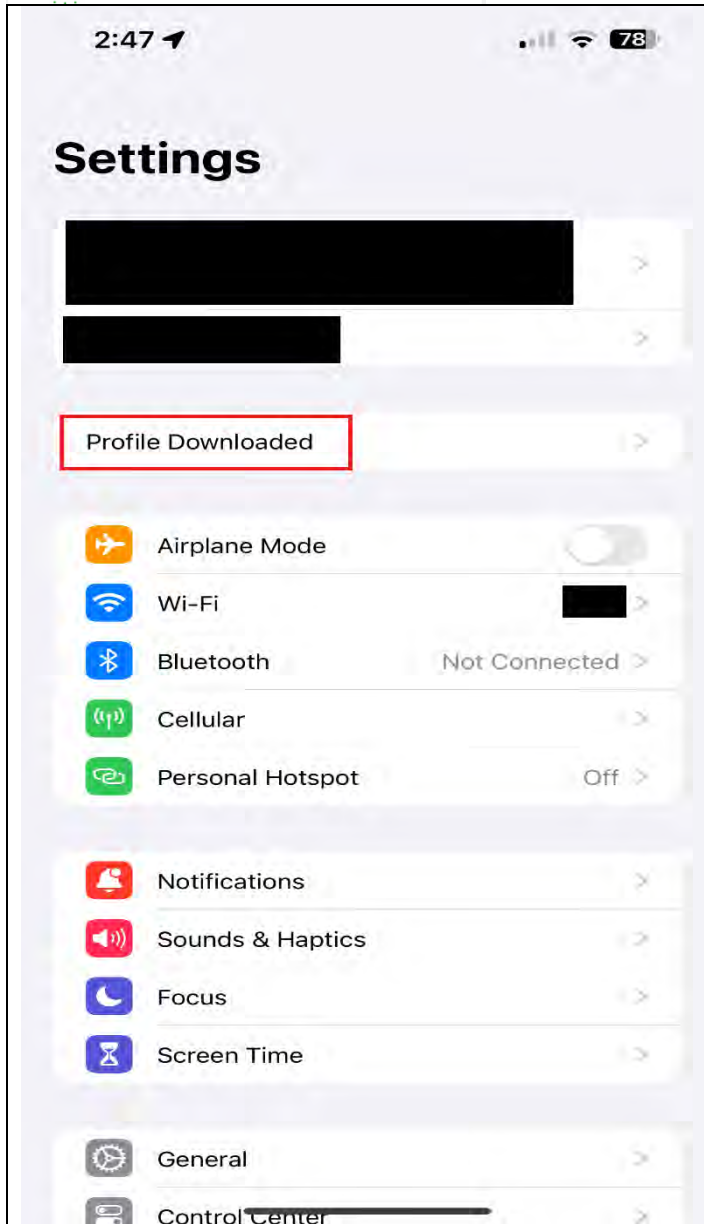 2:47
78
Settings
Profile Downloaded
Airplane Mode
Wi-Fi
Bluetooth Not Connected
Cellular
Personal Hotspot Off
Notifications
Sounds & Haptics
Focus
Screen Time
General
Control Center